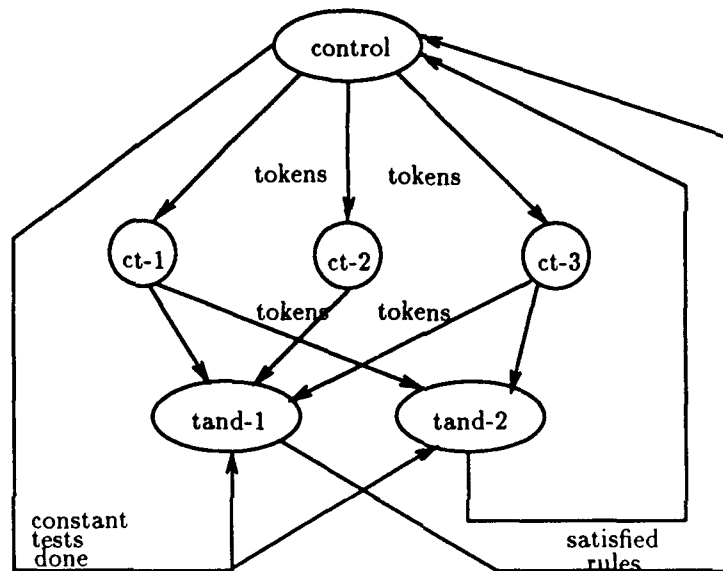 control
tokens tokens
ct-1 ct-2 ct-3
tokens tokens
tand-1 tand-2
constant
tests
done
satisfied
rules